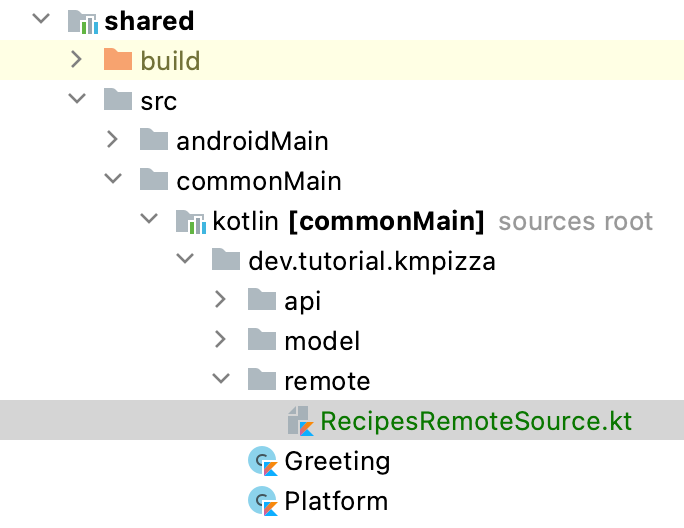 shared
build
src
androidMain
commonMain
kotlin [commonMain] sources root
dev.tutorial.kmpizza
api
model
remote
RecipesRemoteSource.kt
Greeting
Platform